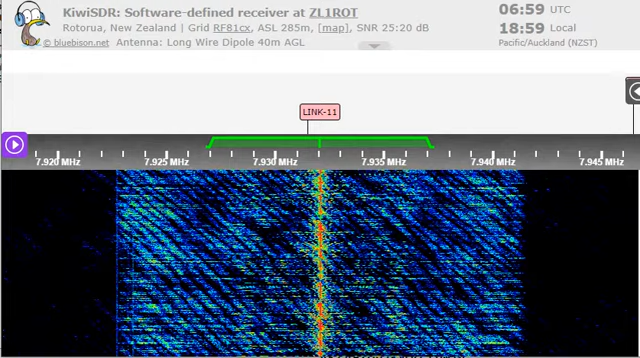 KiwiSDR: Software-defined receiver at ZL1ROT
Rotorua, New Zealand | Grid RF81cx, ASL 285m, [map], SNR 25:20 dB
© bluebison.net Antenna: Long Wire Dipole 40m AGL
06:59 UTC
18:59 Local
Pacific/Auckland (NZST)
LINK-11
7.920 MHz 7.925 MHz 7.930 MHz 7.935 MHz 7.940 MHz 7.945 MHz